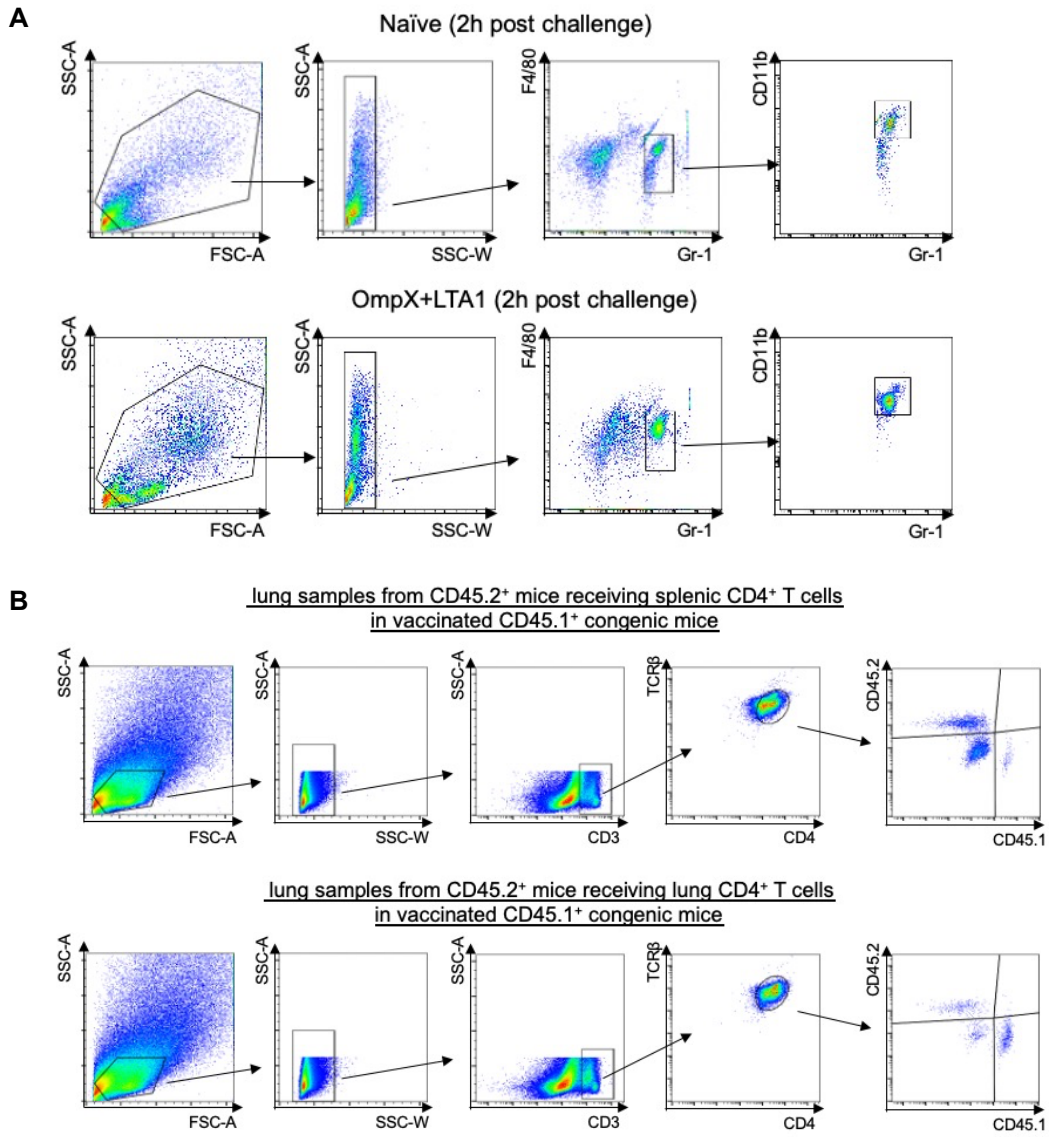 A
Naïve (2h post challenge)
SSC-A
FSC-A
SSC-A
SSC-W
F4/80
Gr-1
CD11b
Gr-1
OmpX+LTA1 (2h post challenge)
SSC-A
FSC-A
SSC-A
SSC-W
F4/80
Gr-1
CD11b
Gr-1
B
lung samples from CD45.2⁺ mice receiving splenic CD4⁺ T cells
in vaccinated CD45.1⁺ congenic mice
SSC-A
FSC-A
SSC-A
SSC-W
SSC-A
CD3
TCRβ
CD4
CD45.2
CD45.1
lung samples from CD45.2⁺ mice receiving lung CD4⁺ T cells
in vaccinated CD45.1⁺ congenic mice
SSC-A
FSC-A
SSC-A
SSC-W
SSC-A
CD3
TCRβ
CD4
CD45.2
CD45.1